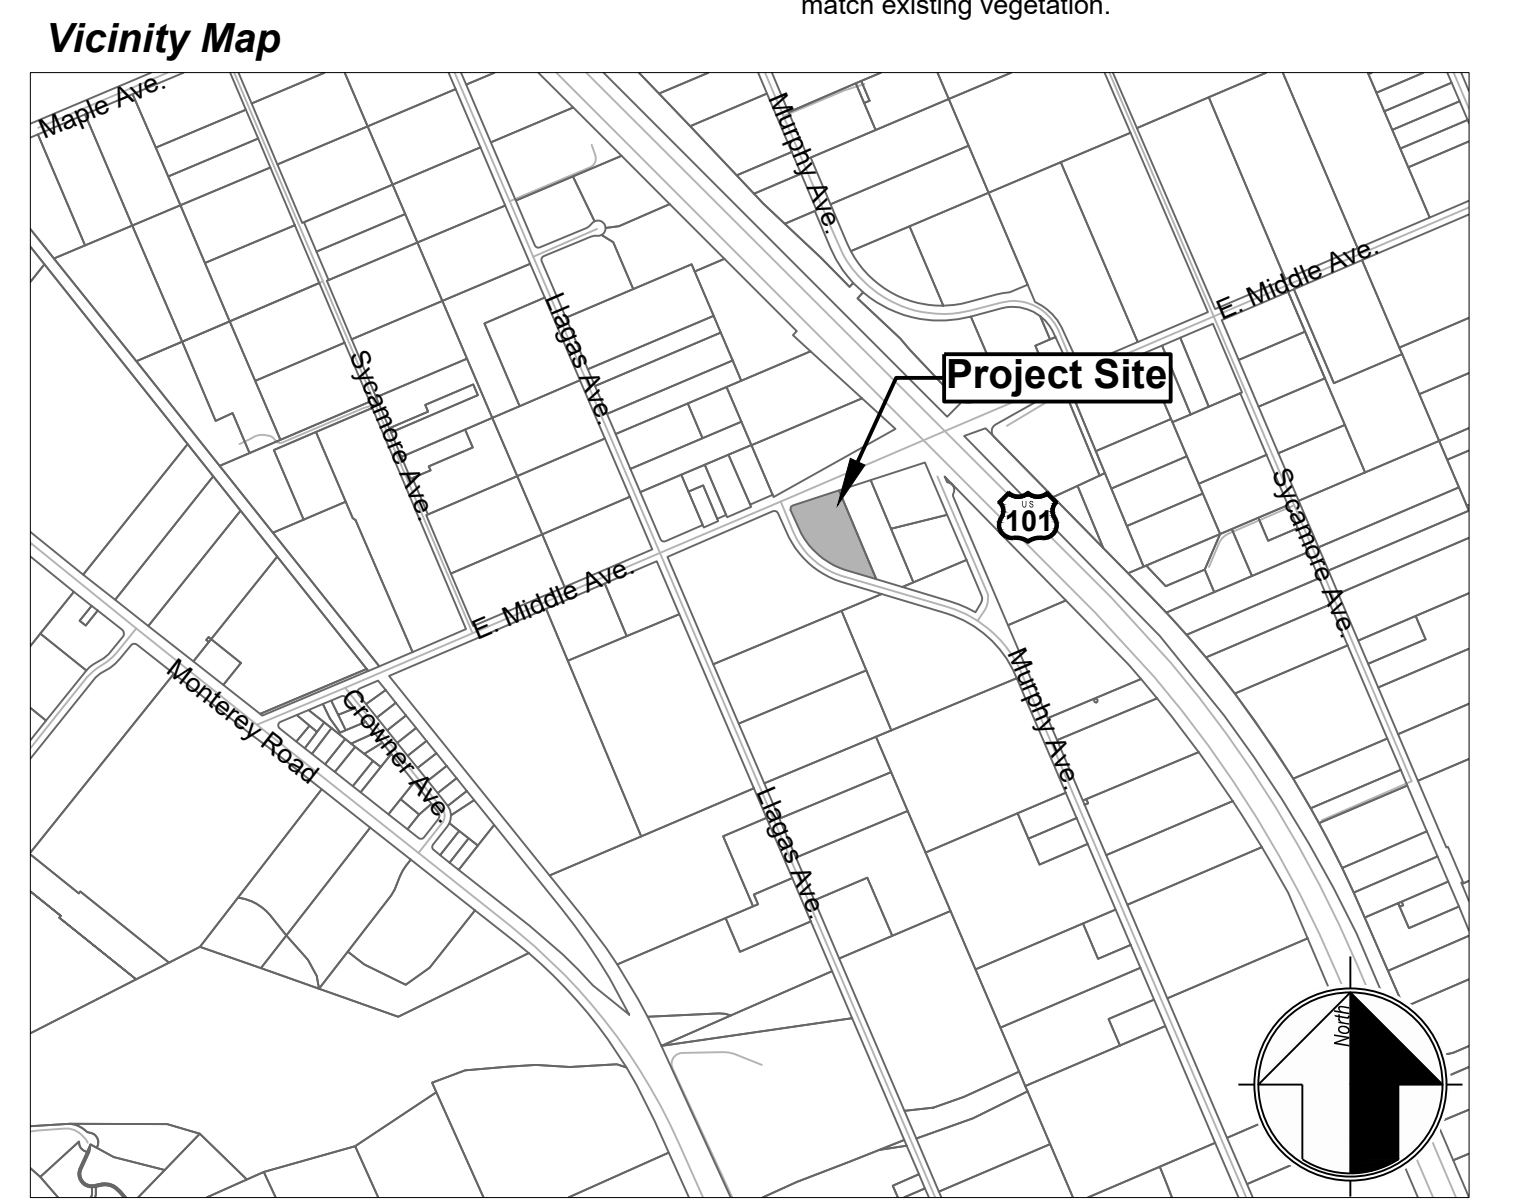 match existing vegetation.
Vicinity Map
Maple Ave.
Murphy Ave.
E. Middle Ave.
Llagas Ave.
Sycamore Ave.
Project Site
US
101
Sycamore Ave.
E. Middle Ave.
Monterey Road
Crowner Ave.
Murphy Ave.
Llagas Ave.
North